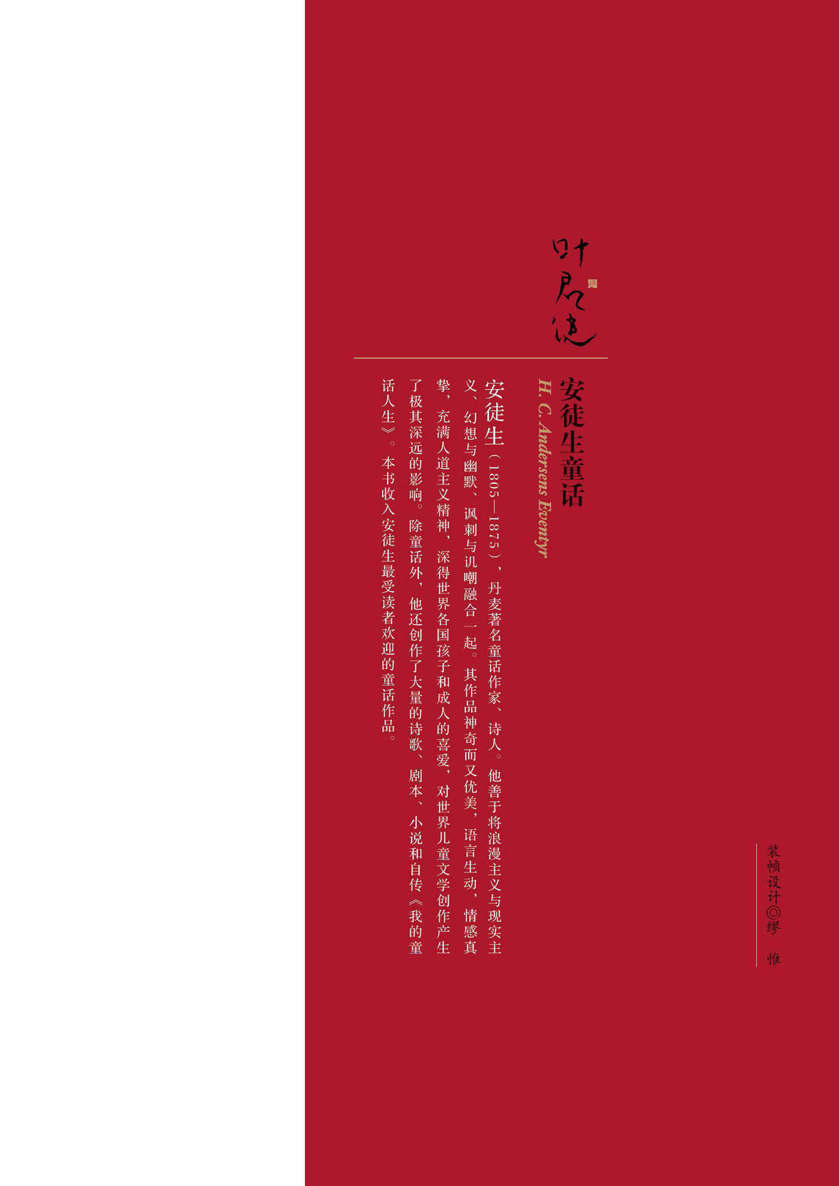 装帧设计◎缪 惟
叶君健
安徒生童话
H. C. Andersens Eventyr
安徒生(1805—1875),丹麦著名童话作家、诗人。他善于将浪漫主义与现实主
义、幻想与幽默、讽刺与讥嘲融合一起。其作品神奇而又优美,语言生动,情感真
挚,充满人道主义精神,深得世界各国孩子和成人的喜爱,对世界儿童文学创作产生
了极其深远的影响。除童话外,他还创作了大量的诗歌、剧本、小说和自传《我的童
话人生》。本书收入安徒生最受读者欢迎的童话作品。